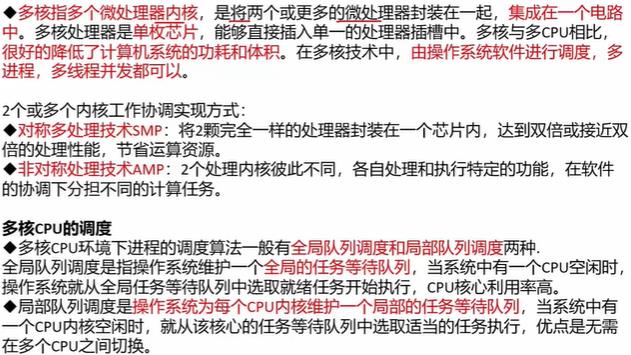 ◆多核指多个微处理器内核，是将两个或更多的微处理器封装在一起，集成在一个电路
中。多核处理器是单枚芯片，能够直接插入单一的处理器插槽中。多核与多CPU相比，
很好的降低了计算机系统的功耗和体积。在多核技术中，由操作系统软件进行调度，多
进程，多线程并发都可以。
2个或多个内核工作协调实现方式：
◆对称多处理技术SMP：将2颗完全一样的处理器封装在一个芯片内，达到双倍或接近双
倍的处理性能，节省运算资源。
◆非对称处理技术AMP：2个处理内核彼此不同，各自处理和执行特定的功能，在软件
的协调下分担不同的计算任务。
多核CPU的调度
◆多核CPU环境下进程的调度算法一般有全局队列调度和局部队列调度两种.
全局队列调度是指操作系统维护一个全局的任务等待队列，当系统中有一个CPU空闲时，
操作系统就从全局任务等待队列中选取就绪任务开始执行，CPU核心利用率高。
◆局部队列调度是操作系统为每个CPU内核维护一个局部的任务等待队列，当系统中有
一个CPU内核空闲时，就从该核心的任务等待队列中选取适当的任务执行，优点是无需
在多个CPU之间切换。